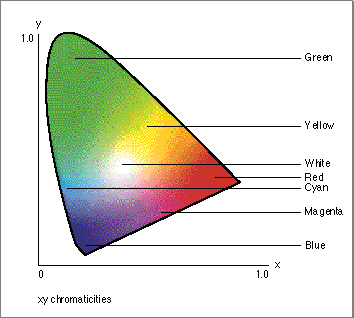 y
1.0
Green
Yellow
White
Red
Cyan
Magenta
Blue
x
0
1.0
xy chromaticities